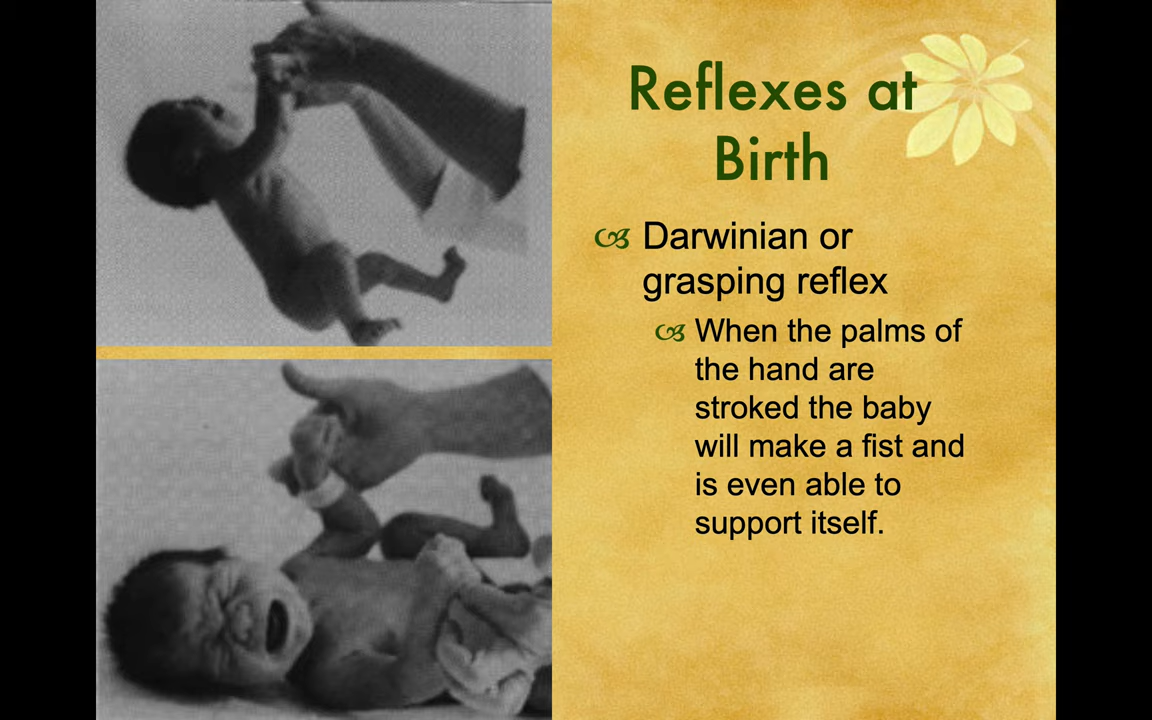 Reflexes at
Birth
Darwinian or
grasping reflex
When the palms of
the hand are
stroked the baby
will make a fist and
is even able to
support itself.